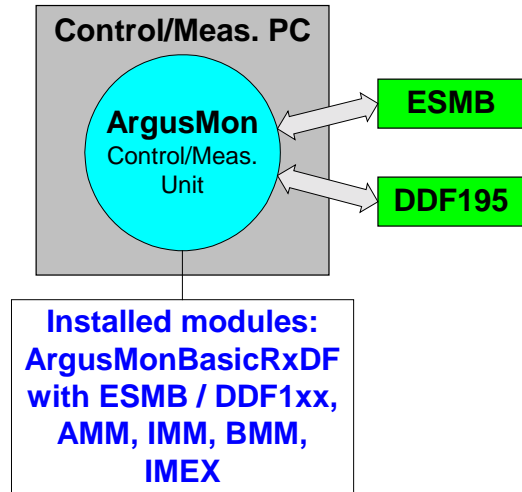 Control/Meas. PC
ArgusMon
Control/Meas.
Unit
ESMB
DDF195
Installed modules:
ArgusMonBasicRxDF
with ESMB / DDF1xx,
AMM, IMM, BMM,
IMEX